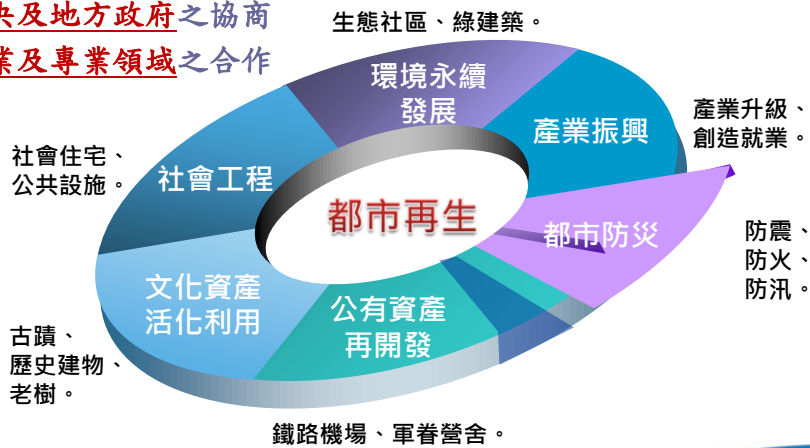 央及地方政府之協商
業及專業領域之合作
生態社區、綠建築。
環境永續
發展
產業振興
產業升級、
創造就業。
社會住宅、
公共設施。
社會工程
都市再生
都市防災
防震、
防火、
防汛。
文化資產
活化利用
公有資產
再開發
古蹟、
歷史建物、
老樹。
鐵路機場、軍眷營舍。